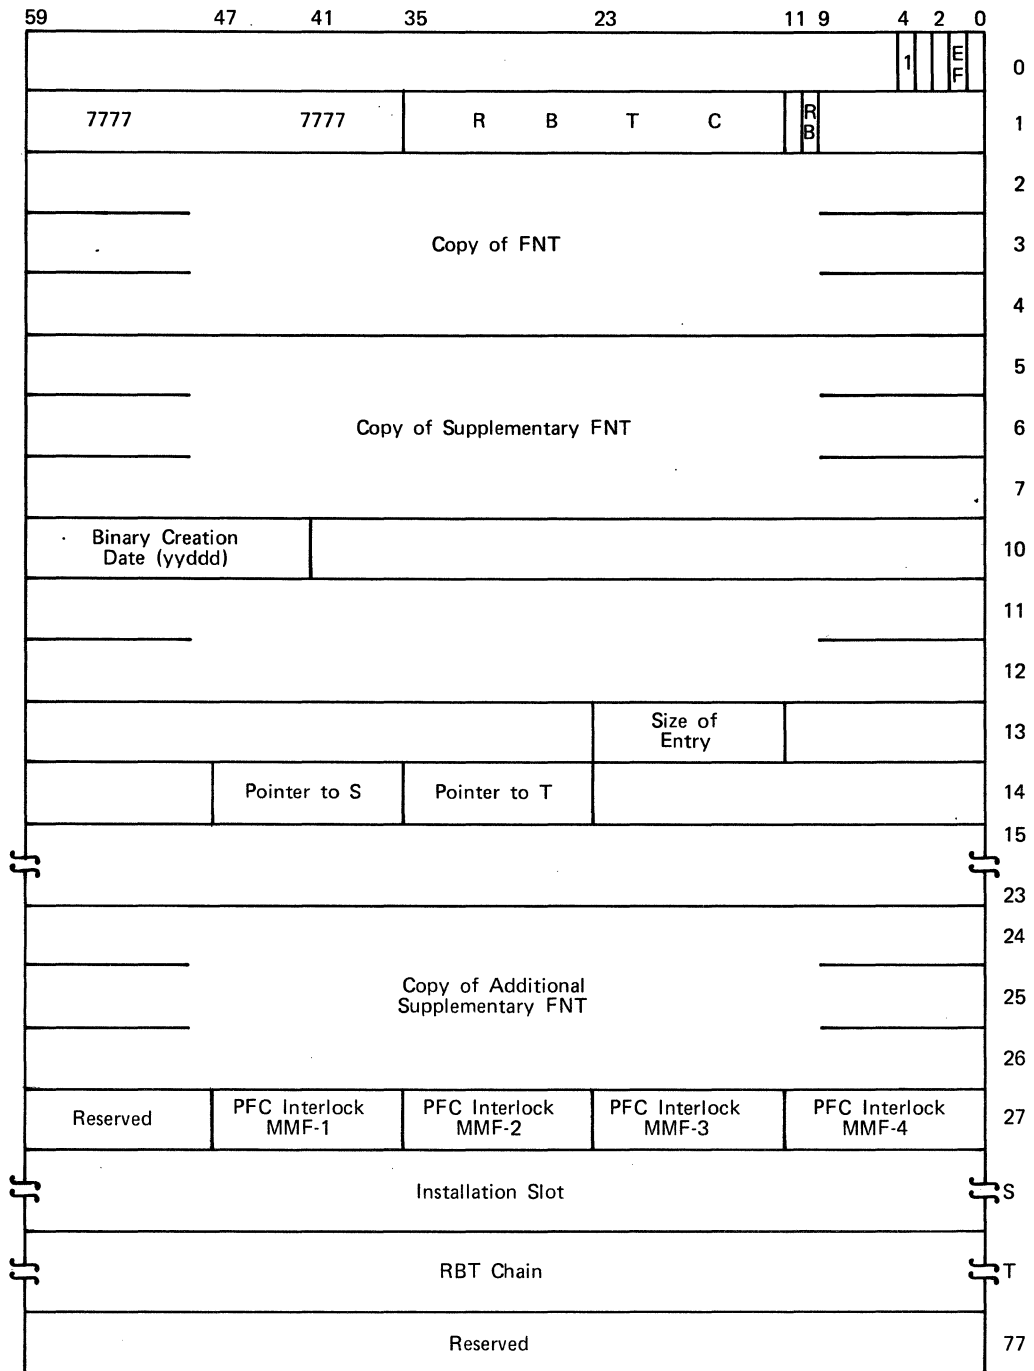 59 47 41 35 23 11 9 4 2 0
1 E F 0
7777 7777 R B T C R B 1
2
Copy of FNT 3
4
5
Copy of Supplementary FNT 6
7
Binary Creation
Date (yyddd) 10
11
12
Size of
Entry 13
Pointer to S Pointer to T 14
15
23
24
Copy of Additional
Supplementary FNT 25
26
Reserved PFC Interlock MMF-1 PFC Interlock MMF-2 PFC Interlock MMF-3 PFC Interlock MMF-4 27
Installation Slot S
RBT Chain T
Reserved 77